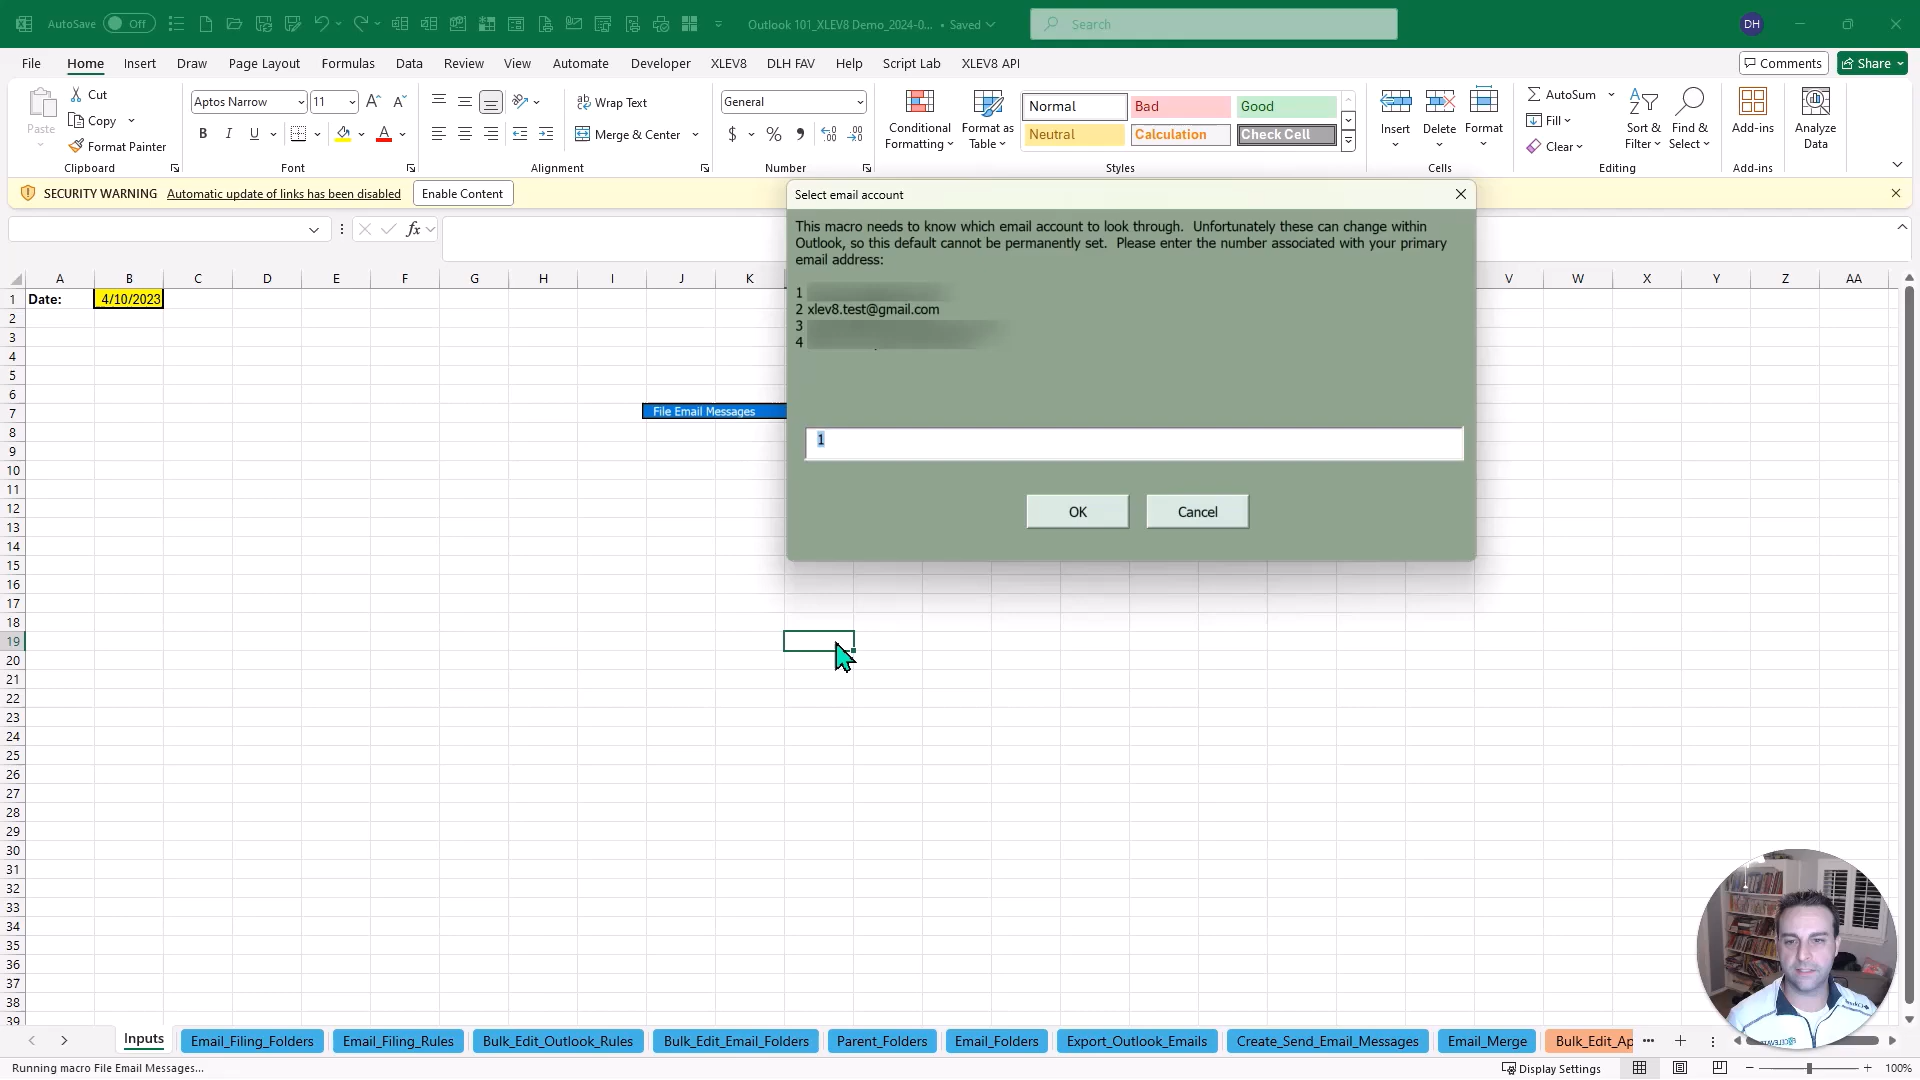 AutoSave Off Outlook 101_XLEV8 Demo_2024-0... • Saved Search DH
File Home Insert Draw Page Layout Formulas Data Review View Automate Developer XLEV8 DLH FAV Help Script Lab XLEV8 API Comments Share
Paste Cut Copy Format Painter
Aptos Narrow 11
B I U A
Wrap Text
Merge & Center
General
$ %
Conditional Formatting
Format as Table
Normal Bad Good
Neutral Calculation Check Cell
Insert Delete Format
AutoSum
Fill
Clear
Sort & Filter
Find & Select
Add-ins
Analyze Data
Clipboard Font Alignment Number Styles Cells Editing Add-ins
SECURITY WARNING Automatic update of links has been disabled Enable Content
fx
Select email account
This macro needs to know which email account to look through. Unfortunately these can change within
Outlook, so this default cannot be permanently set. Please enter the number associated with your primary
email address:
1
2 xlev8.test@gmail.com
3
4
1
OK Cancel
A B C D E F G H I J K V W X Y Z AA
1 Date: 4/10/2023
2
3
4
5
6
7 File Email Messages
8
9
10
11
12
13
14
15
16
17
18
19
20
21
22
23
24
25
26
27
28
29
30
31
32
33
34
35
36
37
38
39
Inputs Email_Filing_Folders Email_Filing_Rules Bulk_Edit_Outlook_Rules Bulk_Edit_Email_Folders Parent_Folders Email_Folders Export_Outlook_Emails Create_Send_Email_Messages Email_Merge Bulk_Edit_Ap
Running macro File Email Messages... Display Settings 100%